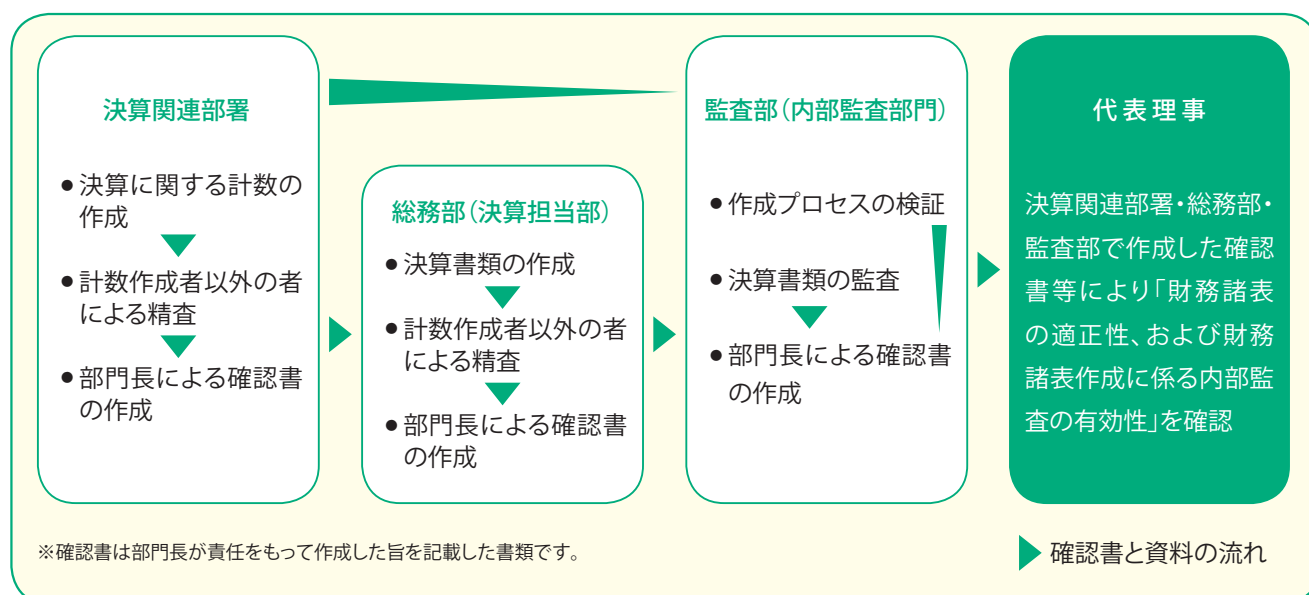 決算関連部署
●決算に関する計数の
作成
●計数作成者以外の者
による精査
●部門長による確認書
の作成
総務部（決算担当部）
●決算書類の作成
●計数作成者以外の者
による精査
●部門長による確認書
の作成
監査部（内部監査部門）
●作成プロセスの検証
●決算書類の監査
●部門長による確認書
の作成
代表理事
決算関連部署・総務部・
監査部で作成した確認
書等により「財務諸表
の適正性、および財務
諸表作成に係る内部監
査の有効性」を確認
※確認書は部門長が責任をもって作成した旨を記載した書類です。
▶確認書と資料の流れ